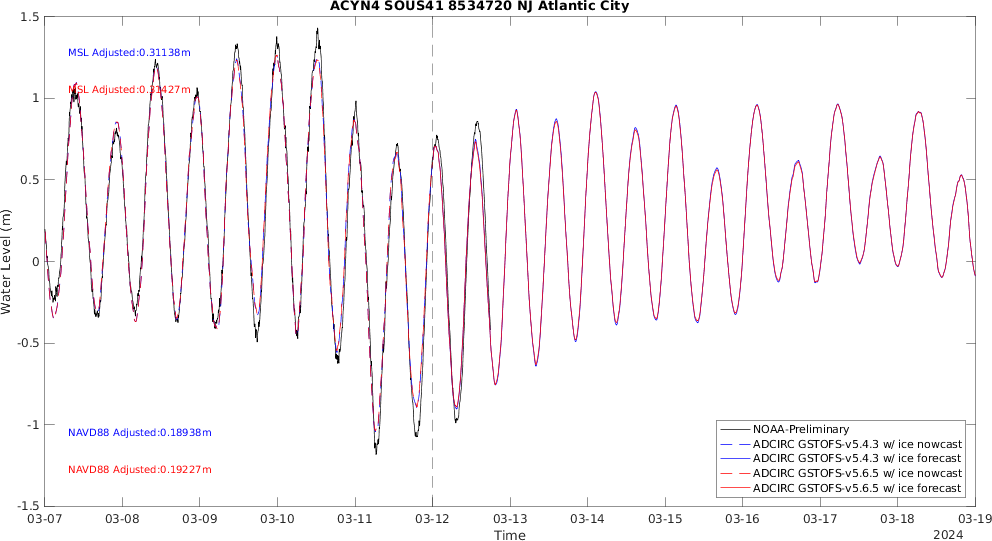 ACYN4 SOUS41 8534720 NJ Atlantic City
1.5
1
0.5
0
-0.5
-1
-1.5
Water Level (m)
MSL Adjusted:0.31138m
MSL Adjusted:0.31427m
NAVD88 Adjusted:0.18938m
NAVD88 Adjusted:0.19227m
NOAA-Preliminary
ADCIRC GSTOFS-v5.4.3 w/ ice nowcast
ADCIRC GSTOFS-v5.4.3 w/ ice forecast
ADCIRC GSTOFS-v5.6.5 w/ ice nowcast
ADCIRC GSTOFS-v5.6.5 w/ ice forecast
03-07 03-08 03-09 03-10 03-11 03-12 03-13 03-14 03-15 03-16 03-17 03-18 03-19
Time
2024